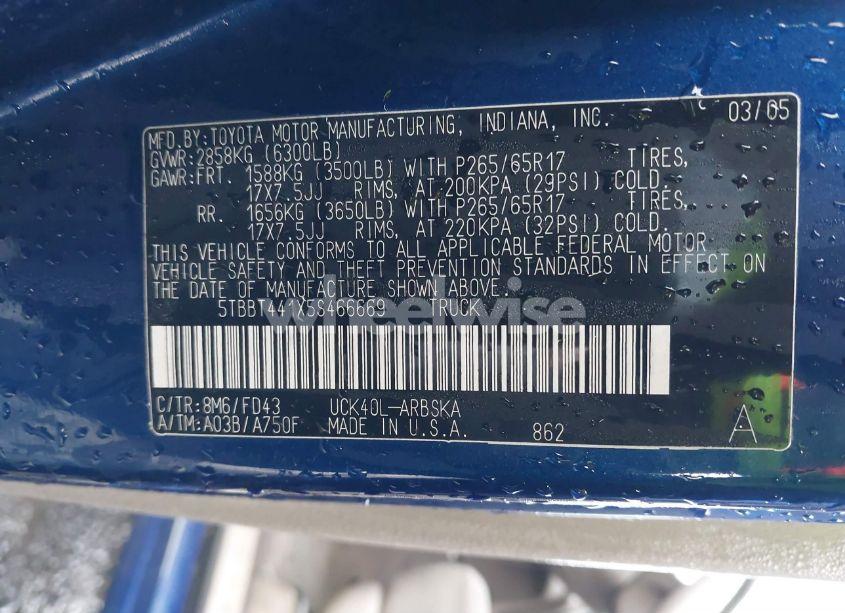 MFD.BY:TOYOTA MOTOR MANUFACTURING, INDIANA, INC. 03/05
GVWR:2858KG (6300LB)
GAWR:FRT. 1588KG (3500LB) WITH P265/65R17 TIRES,
17X7.5JJ RIMS, AT 200KPA (29PSI) COLD.
RR. 1656KG (3650LB) WITH P265/65R17 TIRES,
17X7.5JJ RIMS, AT 220KPA (32PSI) COLD.
THIS VEHICLE CONFORMS TO ALL APPLICABLE FEDERAL MOTOR
VEHICLE SAFETY AND THEFT PREVENTION STANDARDS IN EFFECT ON
THE DATE OF MANUFACTURE SHOWN ABOVE.
5TBBT441X5S466669 TRUCK
wheelwise
C/TR:8M6/FD43 UCK40L-ARBSKA
A/TM:A03B/A750F MADE IN U.S.A. 862 A